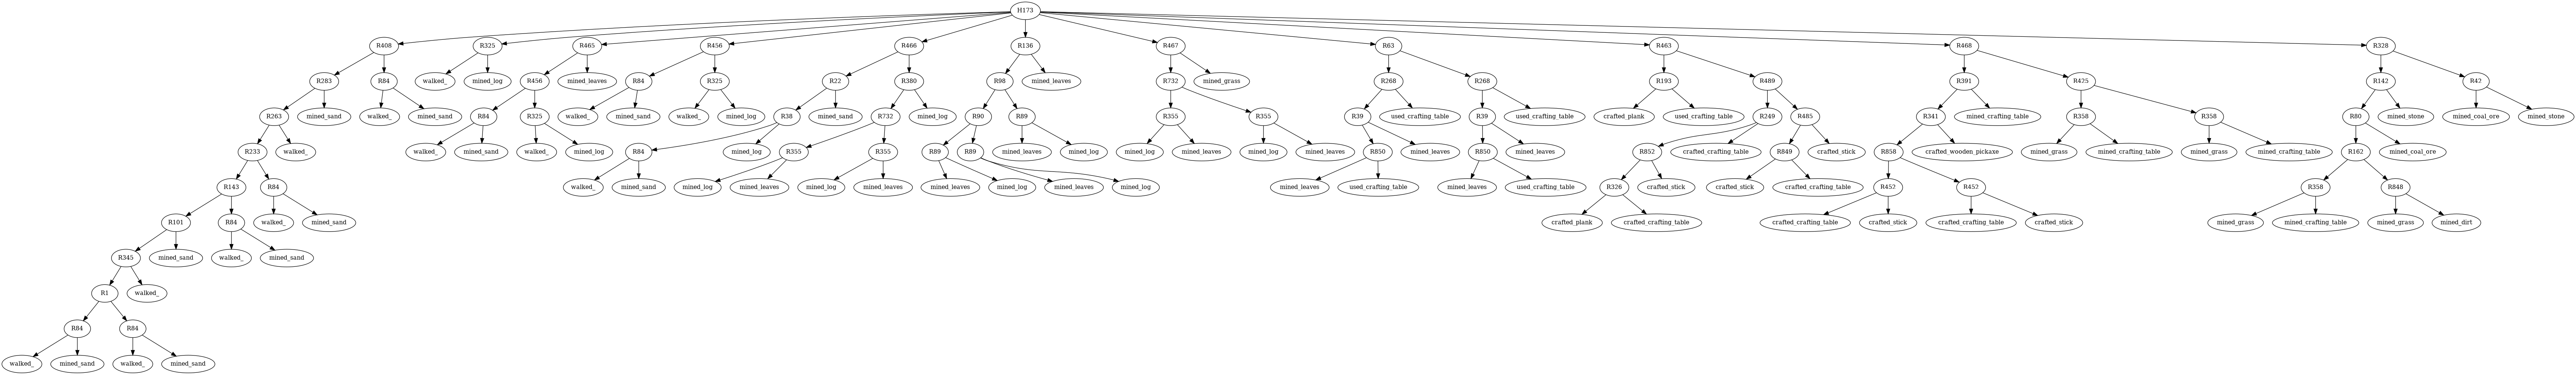 H173
R408 R325 R465 R456 R466 R136 R467 R63 R463 R468 R328
R283 R84 walked_ mined_log R456 mined_leaves R84 R325 R22 R380 R98 mined_leaves R732 mined_grass R268 R268 R193 R489 R391 R425 R142 R42
R263 mined_sand walked_ mined_sand R84 R325 walked_ mined_sand walked_ mined_log R38 mined_sand R732 mined_log R90 R89 R355 R355 R39 used_crafting_table R39 used_crafting_table crafted_plank used_crafting_table R249 R485 R341 mined_crafting_table R358 R358 R80 mined_stone mined_coal_ore mined_stone
R233 walked_ walked_ mined_sand walked_ mined_log R84 mined_log R355 R355 R89 R89 mined_leaves mined_log mined_log mined_leaves mined_log mined_leaves R850 mined_leaves R850 mined_leaves R852 crafted_crafting_table R849 crafted_stick R858 crafted_wooden_pickaxe mined_grass mined_crafting_table mined_grass mined_crafting_table R162 mined_coal_ore
R143 R84 walked_ mined_sand mined_log mined_leaves mined_log mined_leaves mined_leaves mined_log mined_leaves mined_log mined_leaves used_crafting_table mined_leaves used_crafting_table R326 crafted_stick crafted_stick crafted_crafting_table R457 R457 R358 R848
R101 R84 walked_ mined_sand crafted_plank crafted_crafting_table crafted_crafting_table crafted_stick crafted_crafting_table crafted_stick mined_grass mined_crafting_table mined_grass mined_dirt
R345 mined_sand walked_ mined_sand
R1 walked_
R84 R84
walked_ mined_sand walked_ mined_sand